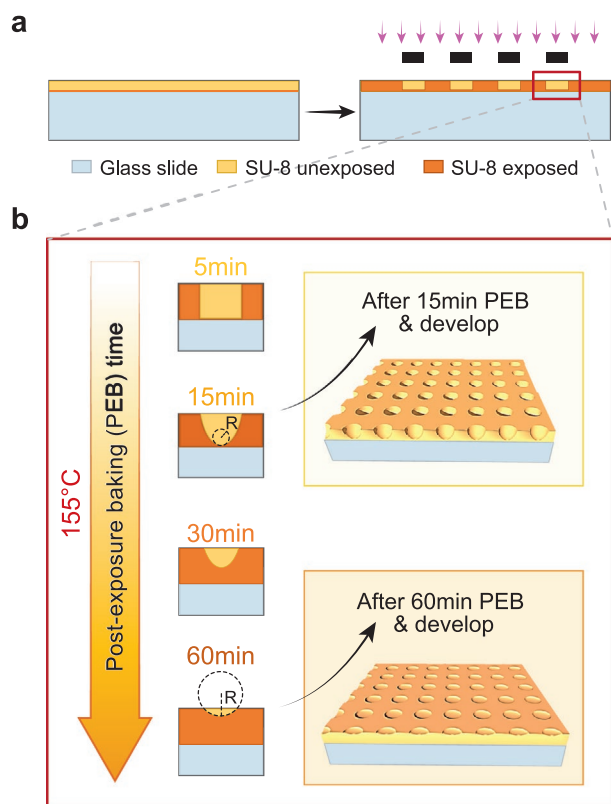 a
Glass slide
SU-8 unexposed
SU-8 exposed
b
155°C
Post-exposure baking (PEB) time
5min
15min
R
30min
60min
R
After 15min PEB
& develop
After 60min PEB
& develop